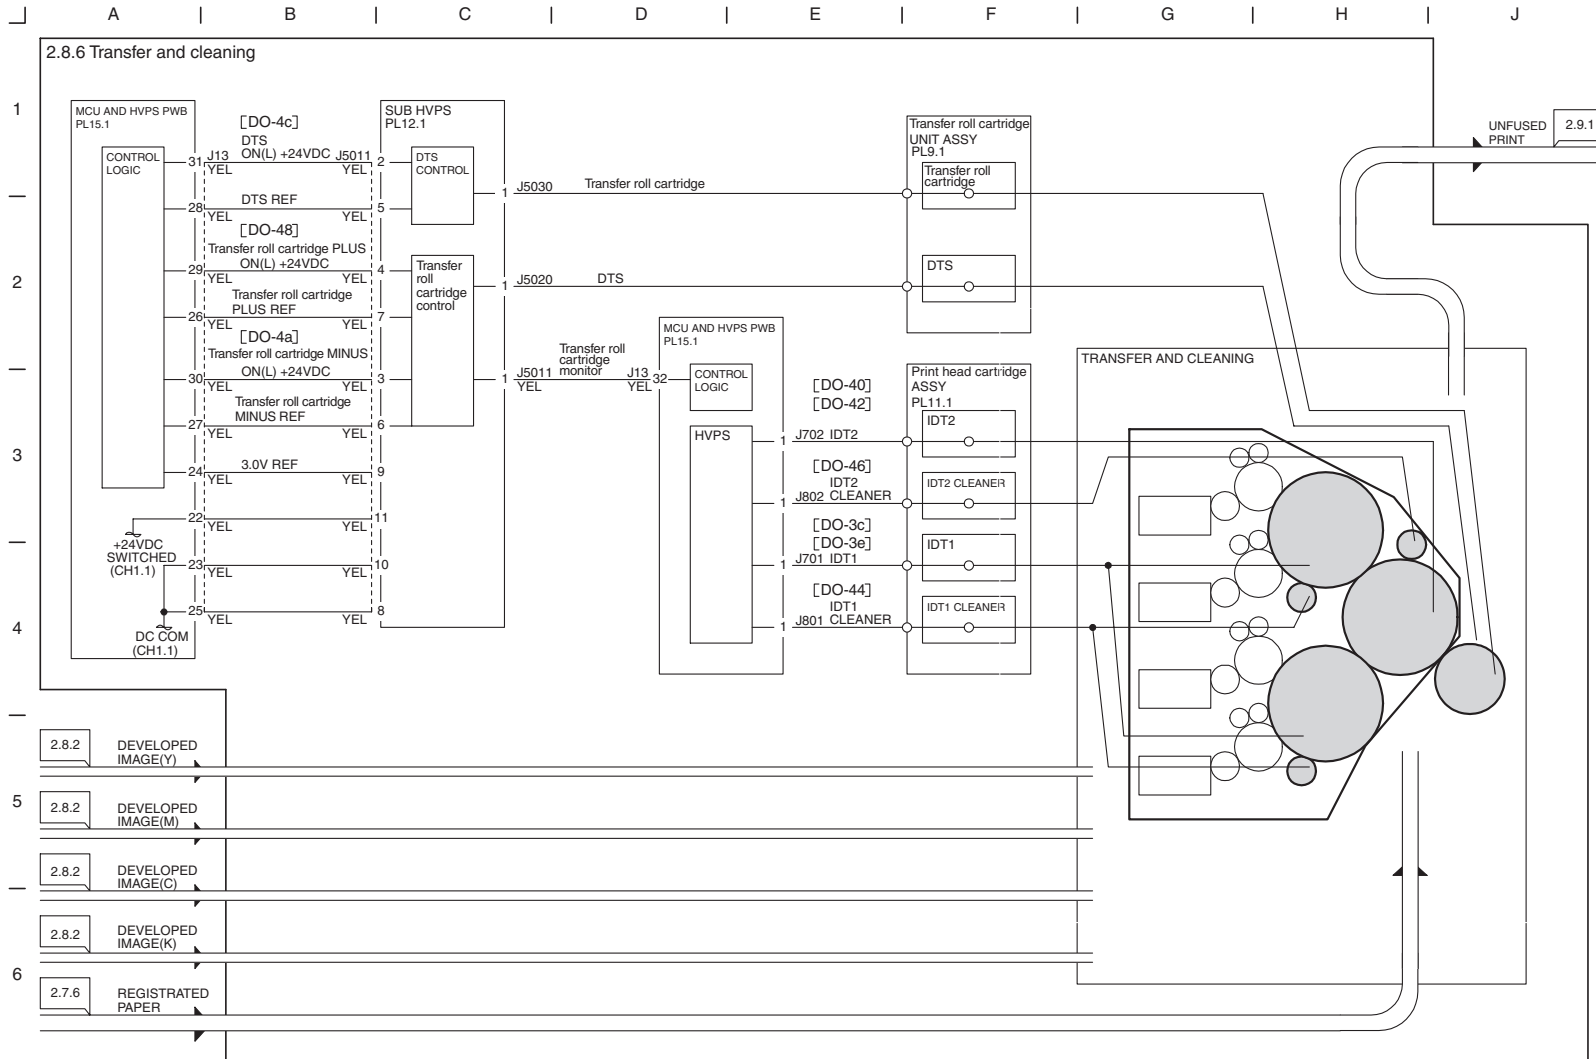 A B C D E F G H J
2.8.6 Transfer and cleaning
1
2
3
4
5
6
MCU AND HVPS PWB
PL15.1
CONTROL
LOGIC
[DO-4c]
DTS
31 J13 ON(L) +24VDC J5011 2
YEL YEL
DTS REF
28 5
YEL YEL
[DO-48]
Transfer roll cartridge PLUS
ON(L) +24VDC
29 4
YEL YEL
Transfer roll cartridge
PLUS REF
26 7
YEL YEL
[DO-4a]
Transfer roll cartridge MINUS
ON(L) +24VDC
30 3
YEL YEL
Transfer roll cartridge
MINUS REF
27 6
YEL YEL
3.0V REF
24 9
YEL YEL
22 11
YEL YEL
+24VDC
SWITCHED
(CH1.1)
23 10
YEL YEL
25 8
YEL YEL
DC COM
(CH1.1)
SUB HVPS
PL12.1
DTS
CONTROL
Transfer
roll
cartridge
control
1 J5030 Transfer roll cartridge
1 J5020 DTS
Transfer roll
cartridge
monitor
1 J5011 J13 32
YEL YEL
MCU AND HVPS PWB
PL15.1
CONTROL
LOGIC
HVPS
[DO-40]
[DO-42]
1 J702 IDT2
[DO-46]
IDT2
1 J802 CLEANER
[DO-3c]
[DO-3e]
1 J701 IDT1
[DO-44]
IDT1
1 J801 CLEANER
Transfer roll cartridge
UNIT ASSY
PL9.1
Transfer roll
cartridge
DTS
Print head cartridge
ASSY
PL11.1
IDT2
IDT2 CLEANER
IDT1
IDT1 CLEANER
TRANSFER AND CLEANING
UNFUSED
PRINT
2.9.1
2.8.2 DEVELOPED
IMAGE(Y)
2.8.2 DEVELOPED
IMAGE(M)
2.8.2 DEVELOPED
IMAGE(C)
2.8.2 DEVELOPED
IMAGE(K)
2.7.6 REGISTRATED
PAPER